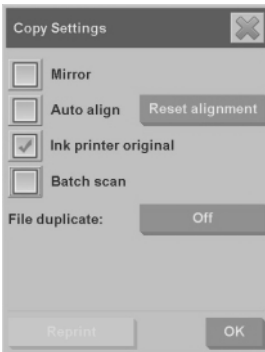 Copy Settings
Mirror
Auto align Reset alignment
Ink printer original
Batch scan
File duplicate: Off
Reprint OK